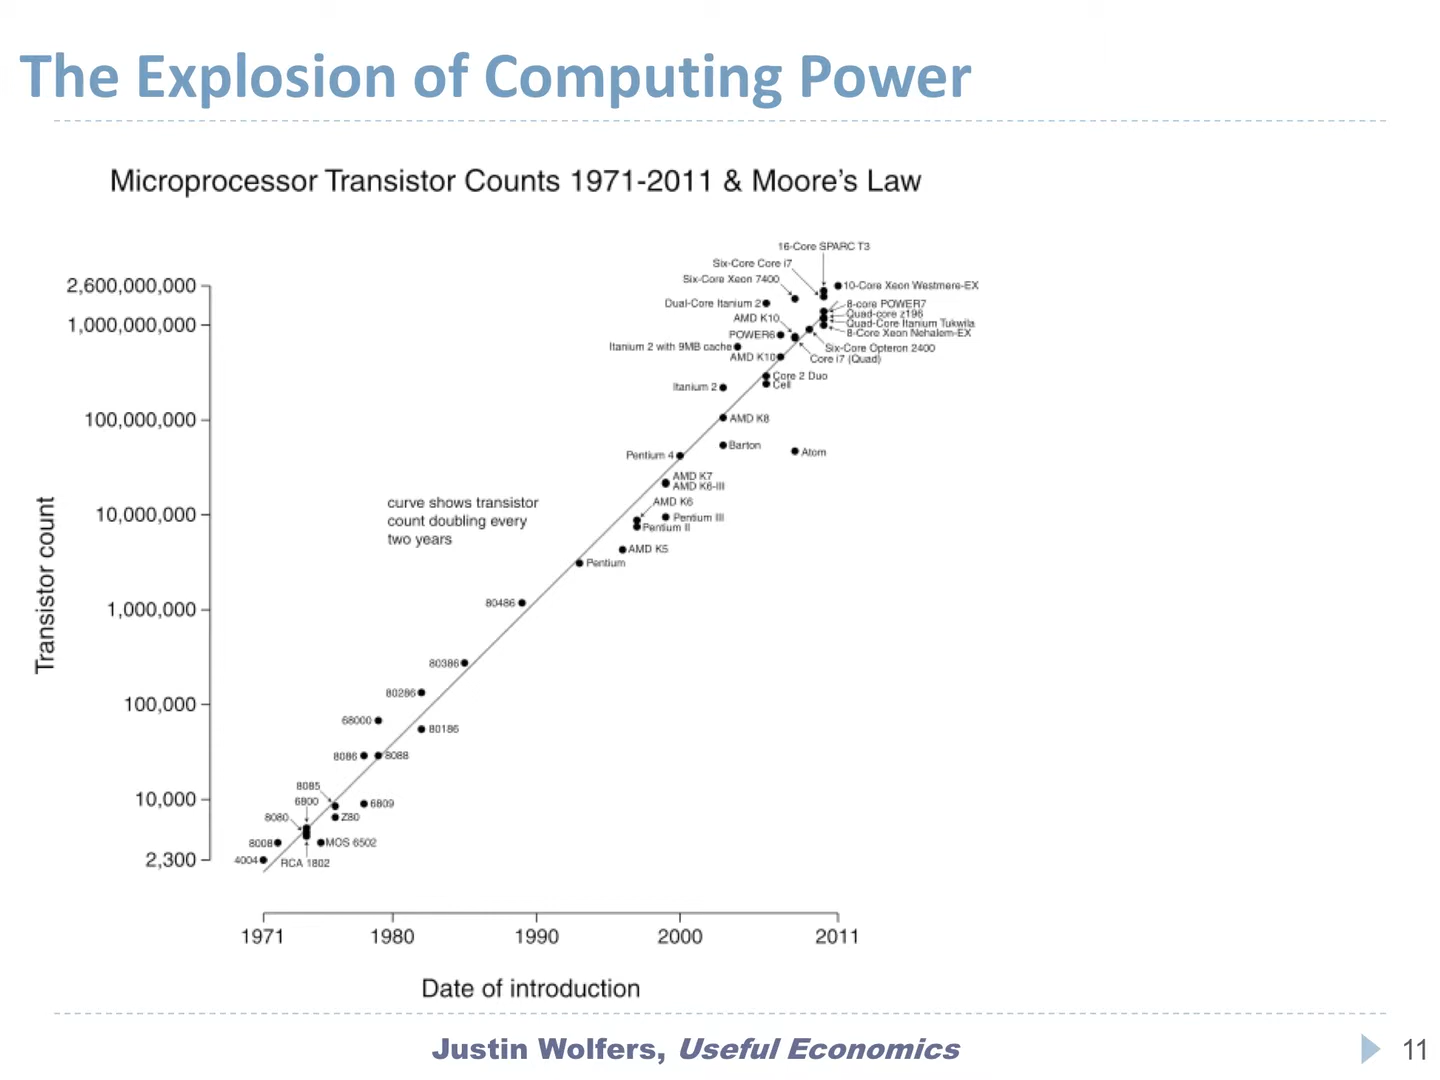 The Explosion of Computing Power
Microprocessor Transistor Counts 1971-2011 & Moore's Law
16-Core SPARC T3
Six-Core Core i7
Six-Core Xeon 7400
10-Core Xeon Westmere-EX
Dual-Core Itanium 2
8-core POWER7
Quad-core z196
AMD K10
Quad-Core Itanium Tukwila
8-Core Xeon Nehalem-EX
POWER6
Itanium 2 with 9MB cache
Six-Core Opteron 2400
AMD K10
Core i7 (Quad)
Core 2 Duo
Cell
Itanium 2
AMD K8
Barton
Atom
Pentium 4
AMD K7
AMD K6-III
AMD K6
Pentium III
Pentium II
AMD K5
Pentium
80486
80386
80286
68000
80186
8086
8088
8085
6800
6809
8080
Z80
8008
MOS 6502
4004
RCA 1802
curve shows transistor
count doubling every
two years
2,600,000,000
1,000,000,000
100,000,000
10,000,000
1,000,000
100,000
10,000
2,300
Transistor count
1971 1980 1990 2000 2011
Date of introduction
Justin Wolfers, Useful Economics
11